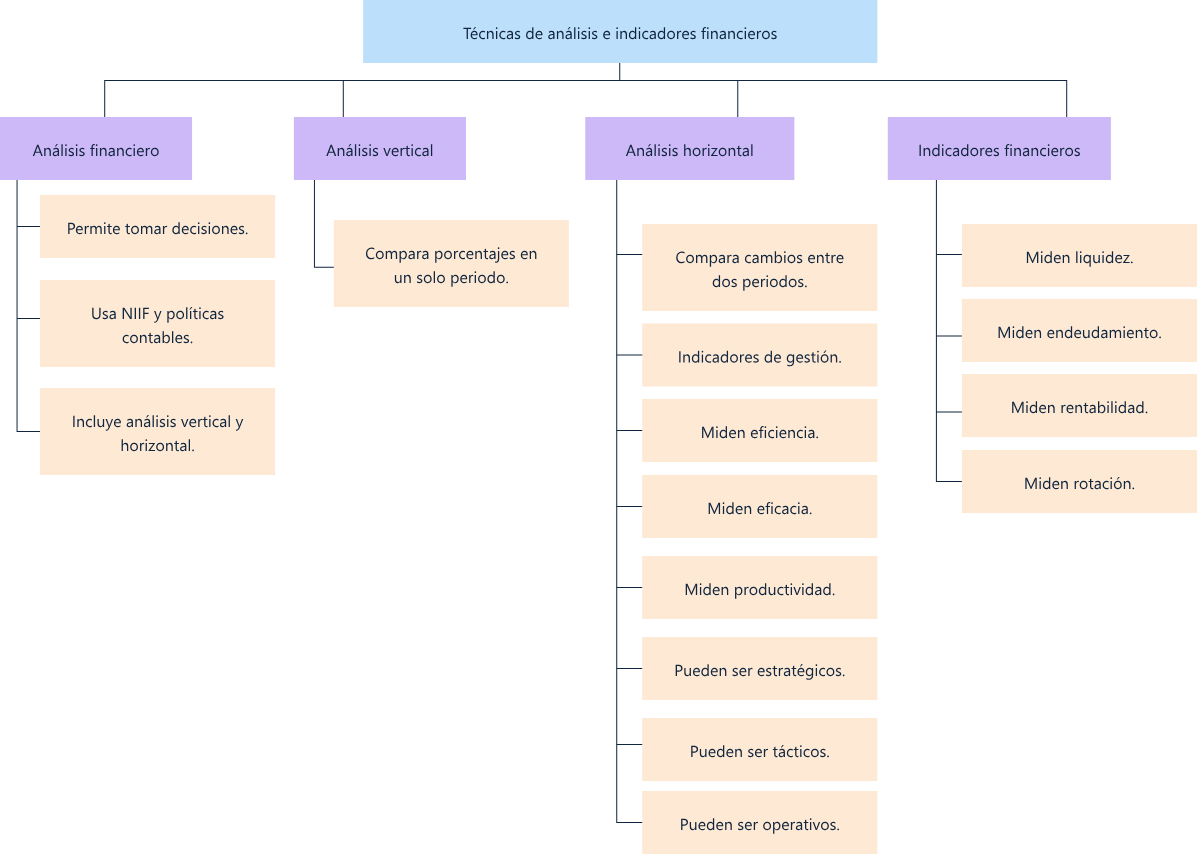 Técnicas de análisis e indicadores financieros
Análisis financiero
Permite tomar decisiones.
Usa NIIF y políticas
contables.
Incluye análisis vertical y
horizontal.
Análisis vertical
Compara porcentajes en
un solo periodo.
Análisis horizontal
Compara cambios entre
dos periodos.
Indicadores de gestión.
Miden eficiencia.
Miden eficacia.
Miden productividad.
Pueden ser estratégicos.
Pueden ser tácticos.
Pueden ser operativos.
Indicadores financieros
Miden liquidez.
Miden endeudamiento.
Miden rentabilidad.
Miden rotación.